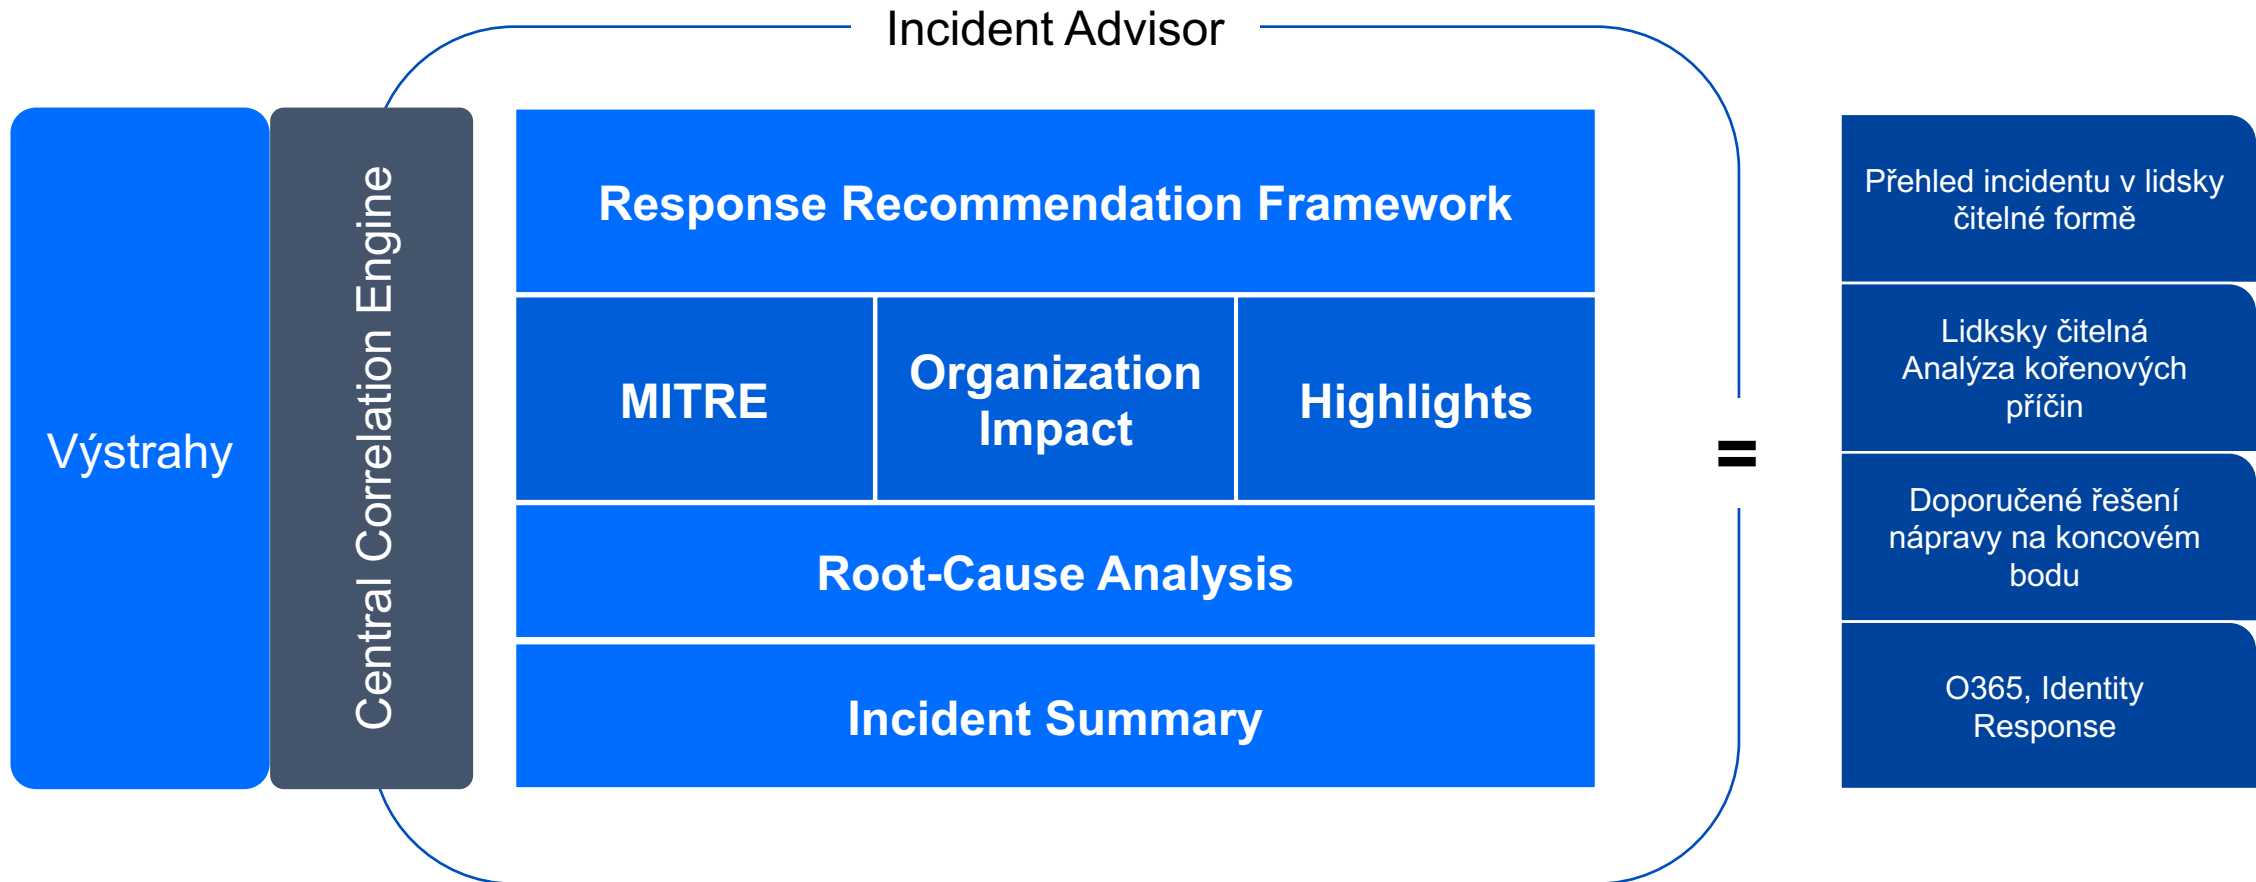 Incident Advisor
Výstrahy
Central Correlation Engine
Response Recommendation Framework
MITRE
Organization
Impact
Highlights
Root-Cause Analysis
Incident Summary
=
Přehled incidentu v lidsky
čitelné formě
Lidksky čitelná
Analýza kořenových
příčin
Doporučené řešení
nápravy na koncovém
bodu
O365, Identity
Response